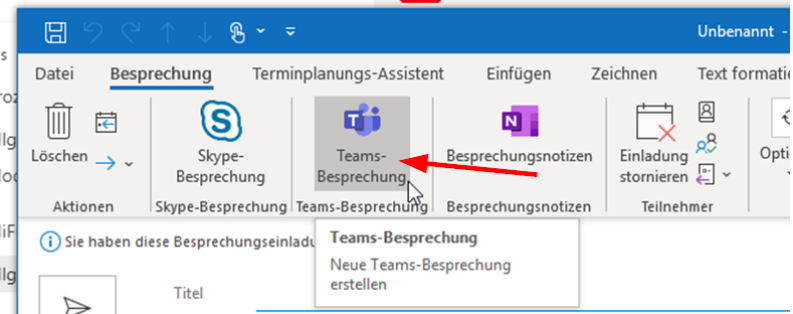 Unbenannt -
Datei Besprechung Terminplanungs-Assistent Einfügen Zeichnen Text formatie
Löschen
Skype-
Besprechung
Teams-
Besprechung
Besprechungsnotizen
Einladung
stornieren
Opti
Aktionen Skype-Besprechung Teams-Besprechung Besprechungsnotizen Teilnehmer
Sie haben diese Besprechungseinladu
Teams-Besprechung
Neue Teams-Besprechung
erstellen
Titel